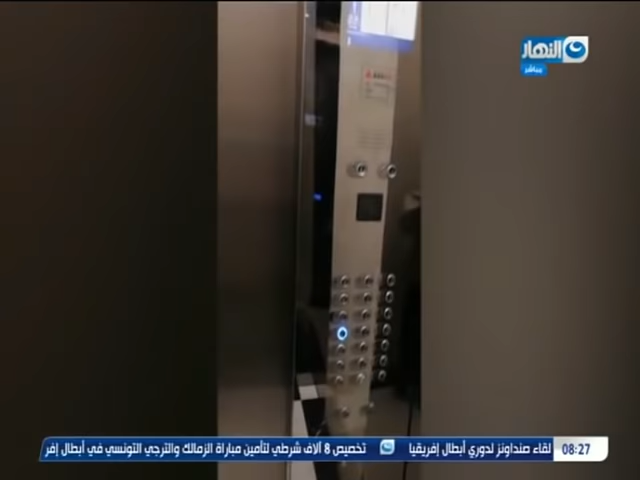 النهار
مباشر
لقاء صنداونز لدوري أبطال إفريقيا تخصيص 8 آلاف شرطي لتأمين مباراة الزمالك والترجي التونسي في أبطال إفر
08:27